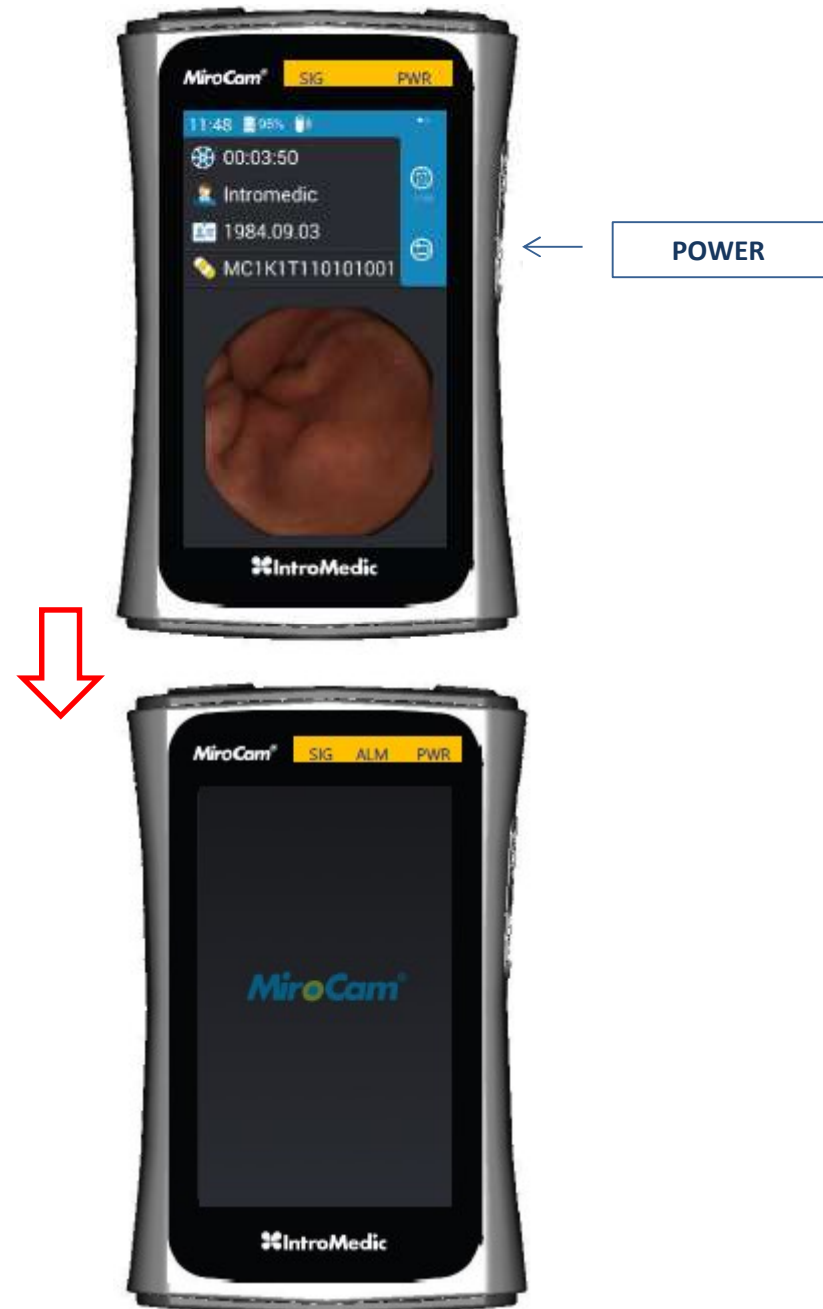 MiroCam® SIG PWR
11:48 98%
00:03:50
Intromedic
1984.09.03
MC1K1T110101001
POWER
IntroMedic
MiroCam® SIG ALM PWR
MiroCam®
IntroMedic